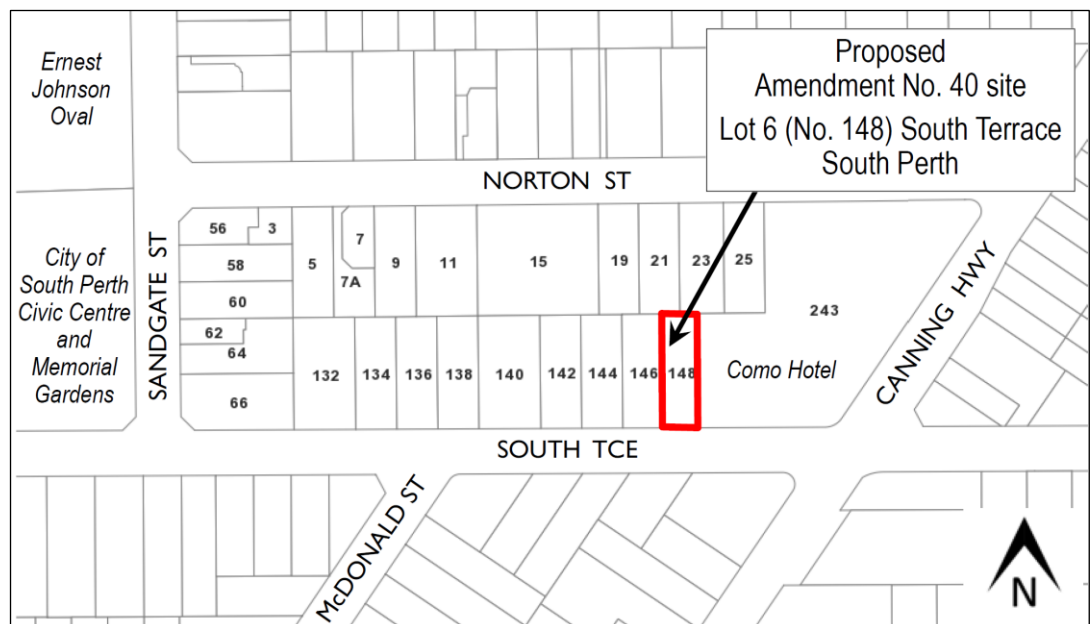 Ernest
Johnson
Oval
Proposed
Amendment No. 40 site
Lot 6 (No. 148) South Terrace
South Perth
NORTON ST
City of
South Perth
Civic Centre
and
Memorial
Gardens
SANDGATE ST
56
3
58
60
62
64
66
5
7
7A
9
11
15
19
21
23
25
243
132
134
136
138
140
142
144
146
148
Como Hotel
CANNING HWY
SOUTH TCE
McDONALD ST
N